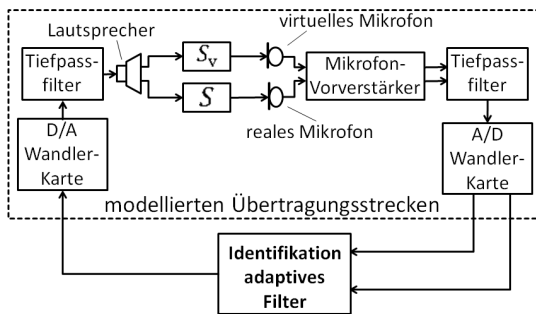 Lautsprecher
virtuelles Mikrofon
Tiefpass-
filter
S_v
Mikrofon-
Vorverstärker
Tiefpass-
filter
S
reales Mikrofon
D/A
Wandler-
Karte
A/D
Wandler-
Karte
modellierten Übertragungsstrecken
Identifikation
adaptives
Filter